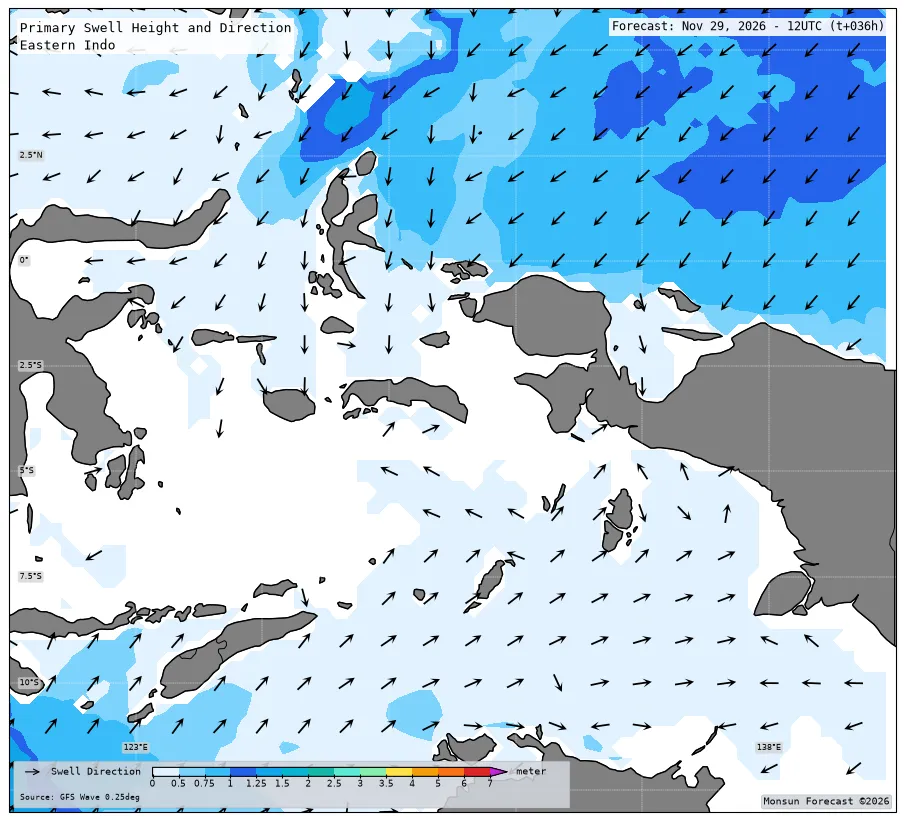 Primary Swell Height and Direction
Eastern Indo
Forecast: Nov 29, 2026 - 12UTC (t+036h)
2.5°N
0°
2.5°S
5°S
7.5°S
10°S
123°E
138°E
Swell Direction
0 0.5 0.75 1 1.25 1.5 2 2.5 3 3.5 4 5 6 7 meter
Source: GFS Wave 0.25deg
Monsun Forecast ©2026